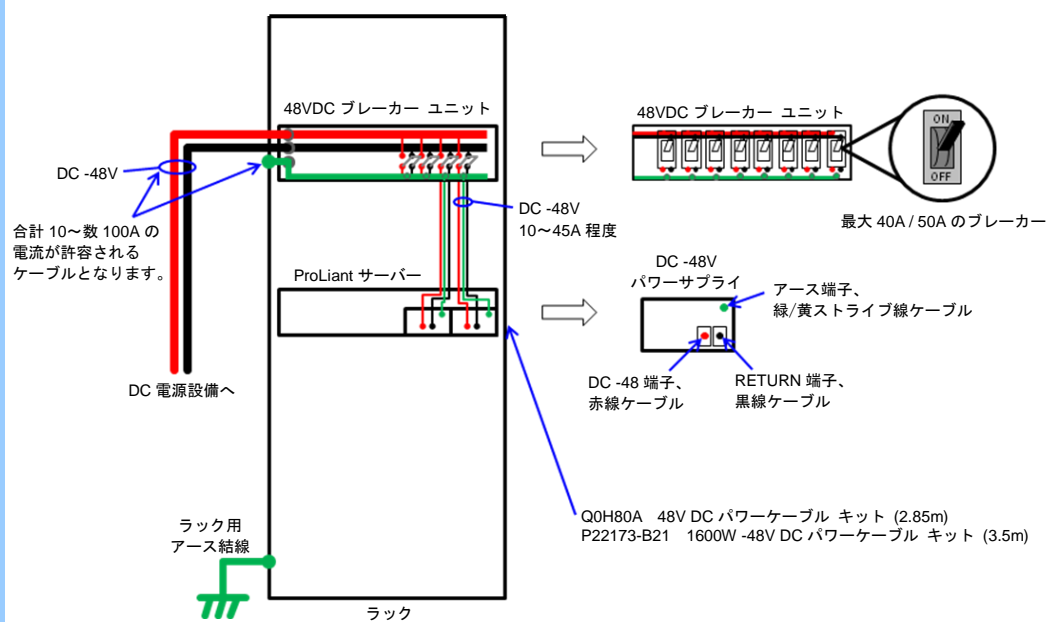 48VDC ブレーカー ユニット
DC -48V
合計 10～数 100A の
電流が許容される
ケーブルとなります。
DC -48V
10～45A 程度
ProLiant サーバー
DC 電源設備へ
ラック用
アース結線
ラック
48VDC ブレーカー ユニット
ON
OFF
最大 40A / 50A のブレーカー
DC -48V
パワーサプライ
アース端子、
緑/黄ストライブ線ケーブル
DC -48 端子、
赤線ケーブル
RETURN 端子、
黒線ケーブル
Q0H80A 48V DC パワーケーブル キット (2.85m)
P22173-B21 1600W -48V DC パワーケーブル キット (3.5m)